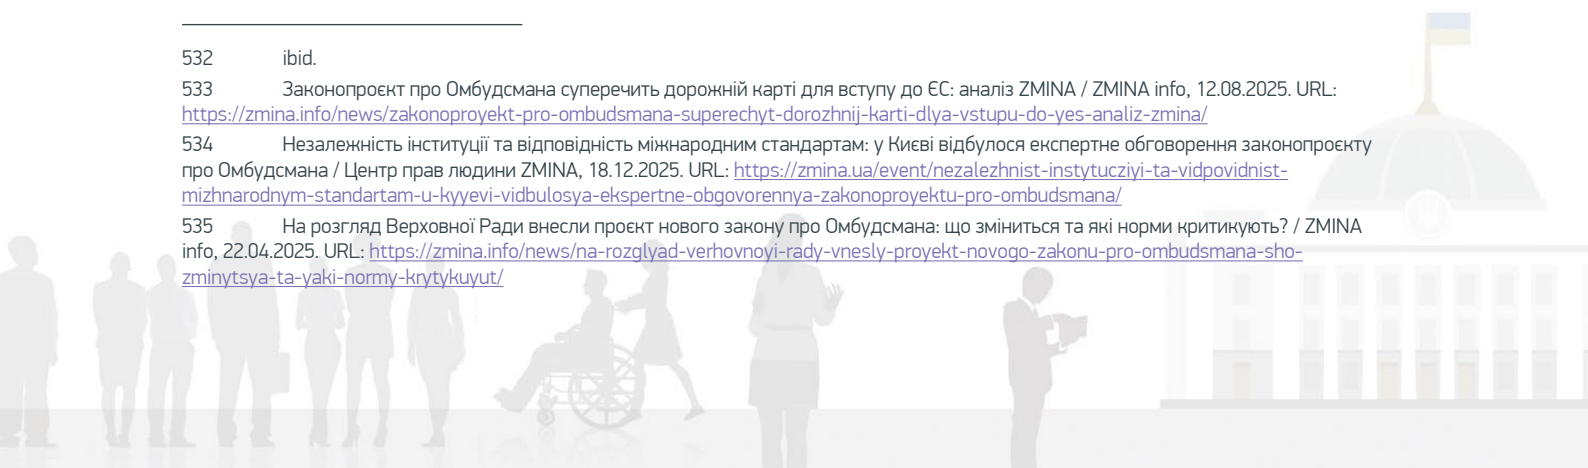 532 ibid.
533 Законопроєкт про Омбудсмана суперечить дорожній карті для вступу до ЄС: аналіз ZMINA / ZMINA info, 12.08.2025. URL:
https://zmina.info/news/zakonoproyekt-pro-ombudsmana-superechyt-dorozhnij-karti-dlya-vstupu-do-yes-analiz-zmina/
534 Незалежність інституції та відповідність міжнародним стандартам: у Києві відбулося експертне обговорення законопроєкту
про Омбудсмана / Центр прав людини ZMINA, 18.12.2025. URL: https://zmina.ua/event/nezalezhnist-instytucziyi-ta-vidpovidnist-
mizhnarodnym-standartam-u-kyyevi-vidbulosya-ekspertne-obgovorennya-zakonoproyektu-pro-ombudsmana/
535 На розгляд Верховної Ради внесли проєкт нового закону про Омбудсмана: що зміниться та які норми критикують? / ZMINA
info, 22.04.2025. URL: https://zmina.info/news/na-rozglyad-verhovnoyi-rady-vnesly-proyekt-novogo-zakonu-pro-ombudsmana-sho-
zminytsya-ta-yaki-normy-krytykuyut/